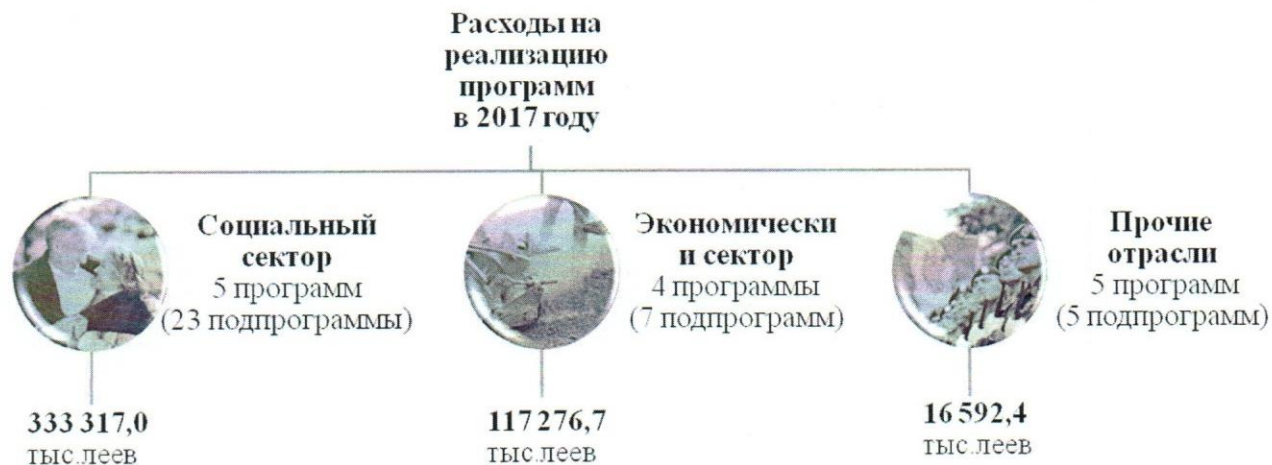 Расходы на
реализацию
программ
в 2017 году
Социальный
сектор
5 программ
(23 подпрограммы)
333 317,0
тыс.леев
Экономически
и сектор
4 программы
(7 подпрограмм)
117 276,7
тыс.леев
Прочие
отрасли
5 программ
(5 подпрограмм)
16 592,4
тыс.леев